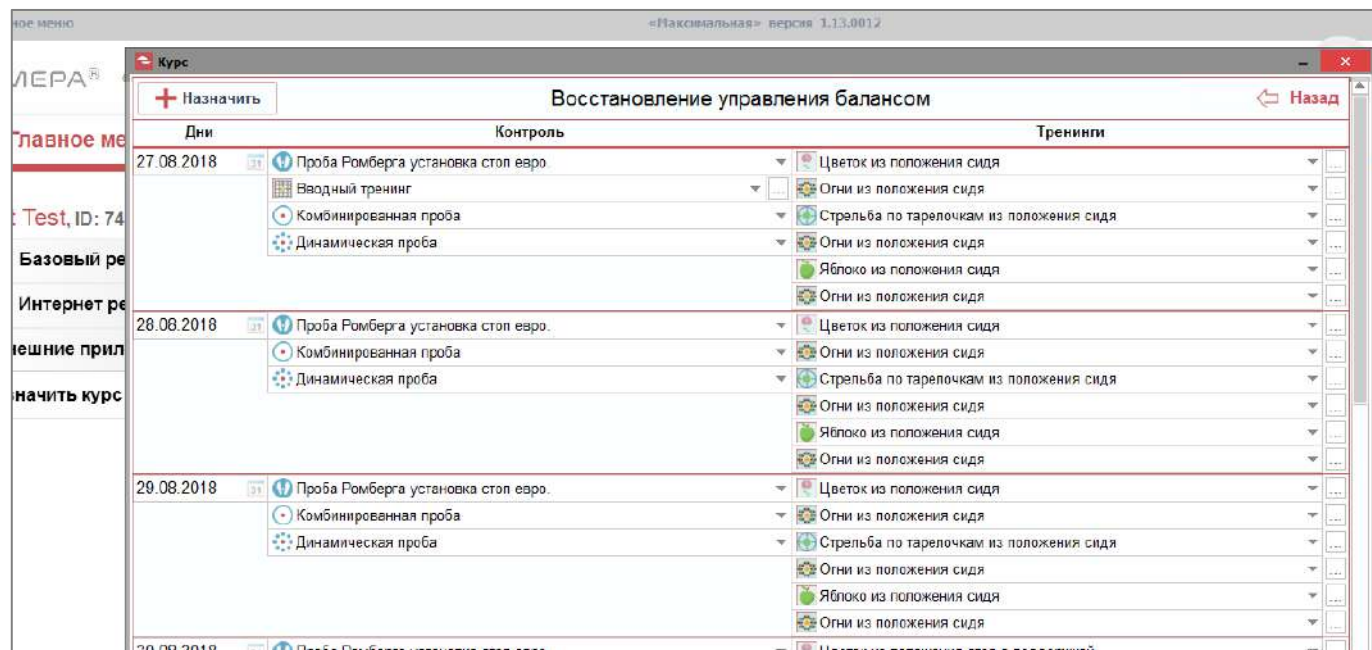 ное меню «Максимальная» версия 1.13.0012
МЕРА®
Курс
Назначить Восстановление управления балансом Назад
Главное ме
Дни Контроль Тренинги
27.08.2018 Проба Ромберга установка стоп евро. Цветок из положения сидя
Вводный тренинг Огни из положения сидя
: Test, ID: 74 Комбинированная проба Стрельба по тарелочкам из положения сидя
Динамическая проба Огни из положения сидя
Базовый ре Яблоко из положения сидя
Интернет ре Огни из положения сидя
28.08.2018 Проба Ромберга установка стоп евро. Цветок из положения сидя
нешние прил Комбинированная проба Огни из положения сидя
Динамическая проба Стрельба по тарелочкам из положения сидя
значить курс Огни из положения сидя
Яблоко из положения сидя
Огни из положения сидя
29.08.2018 Проба Ромберга установка стоп евро. Цветок из положения сидя
Комбинированная проба Огни из положения сидя
Динамическая проба Стрельба по тарелочкам из положения сидя
Огни из положения сидя
Яблоко из положения сидя
Огни из положения сидя